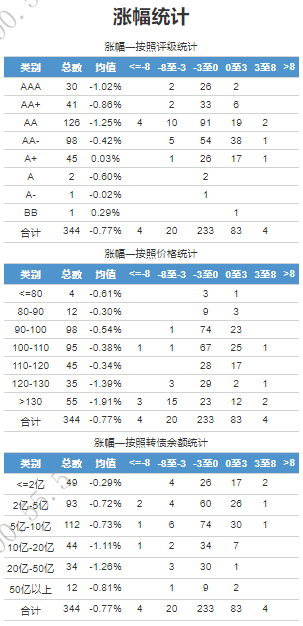 涨幅统计
涨幅—按照评级统计
类别 总数 均值 <=-8 -8至-3 -3至0 0至3 3至8 >8
AAA 30 -1.02% 2 26 2
AA+ 41 -0.86% 2 33 6
AA 126 -1.25% 4 10 91 19 2
AA- 98 -0.42% 5 54 38 1
A+ 45 0.03% 1 26 17 1
A 2 -0.60% 2
A- 1 -0.02% 1
BB 1 0.29% 1
合计 344 -0.77% 4 20 233 83 4
涨幅—按照价格统计
类别 总数 均值 <=-8 -8至-3 -3至0 0至3 3至8 >8
<=80 4 -0.61% 3 1
80-90 12 -0.30% 9 3
90-100 98 -0.54% 1 74 23
100-110 95 -0.38% 1 1 67 25 1
110-120 45 -0.34% 28 17
120-130 35 -1.39% 3 29 2 1
>130 55 -1.91% 3 15 23 12 2
合计 344 -0.77% 4 20 233 83 4
涨幅—按照转债余额统计
类别 总数 均值 <=-8 -8至-3 -3至0 0至3 3至8 >8
<=2亿 49 -0.29% 4 26 17 2
2亿-5亿 93 -0.72% 2 4 60 26 1
5亿-10亿 112 -0.73% 1 6 74 30 1
10亿-20亿 44 -1.11% 1 2 34 7
20亿-50亿 34 -1.26% 3 30 1
50亿以上 12 -0.81% 1 9 2
合计 344 -0.77% 4 20 233 83 4